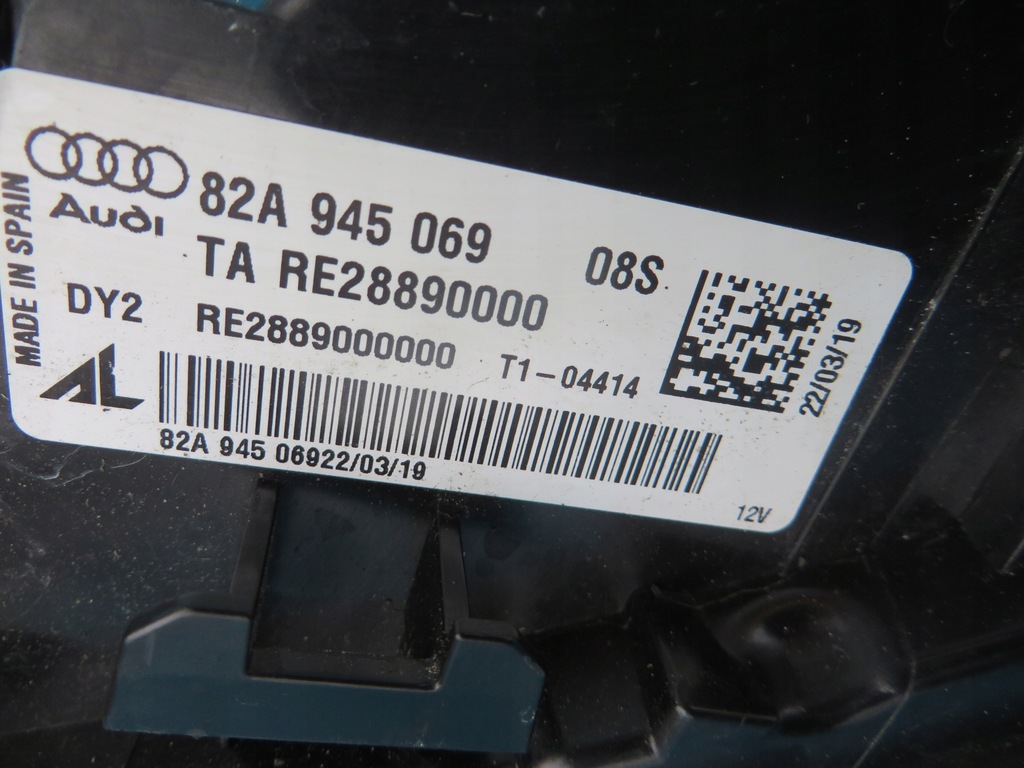 Audi
MADE IN SPAIN
82A 945 069
08S
TA RE28890000
DY2
RE2889000000
T1-04414
22/03/19
AL
82A 945 06922/03/19
12V